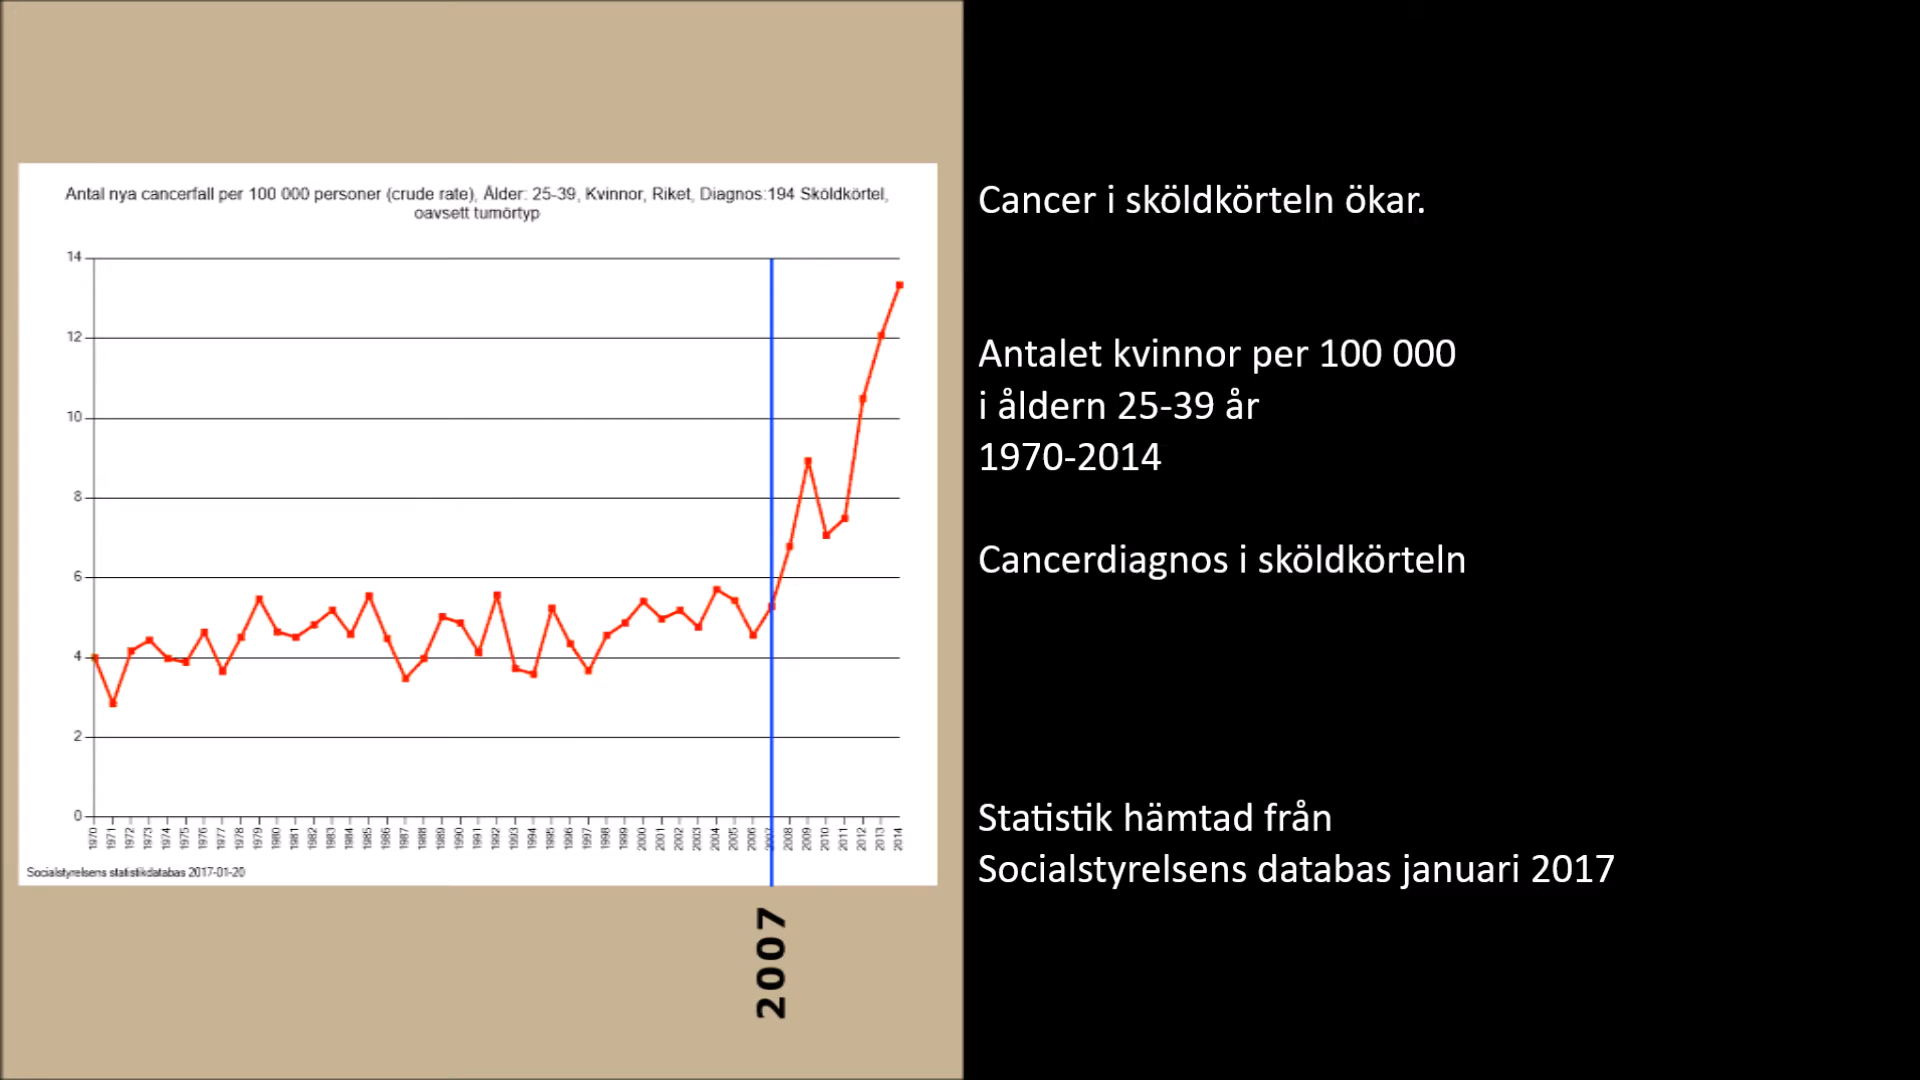 Antal nya cancerfall per 100 000 personer (crude rate), Ålder: 25-39, Kvinnor, Riket, Diagnos:194 Sköldkörtel,
oavsett tumörtyp
14
12
10
8
6
4
2
0
1970 1971 1972 1973 1974 1975 1976 1977 1978 1979 1980 1981 1982 1983 1984 1985 1986 1987 1988 1989 1990 1991 1992 1993 1994 1995 1996 1997 1998 1999 2000 2001 2002 2003 2004 2005 2006 2007 2008 2009 2010 2011 2012 2013 2014
Socialstyrelsens statistikdatabas 2017-01-20
2007
Cancer i sköldkörteln ökar.
Antalet kvinnor per 100 000
i åldern 25-39 år
1970-2014
Cancerdiagnos i sköldkörteln
Statistik hämtad från
Socialstyrelsens databas januari 2017